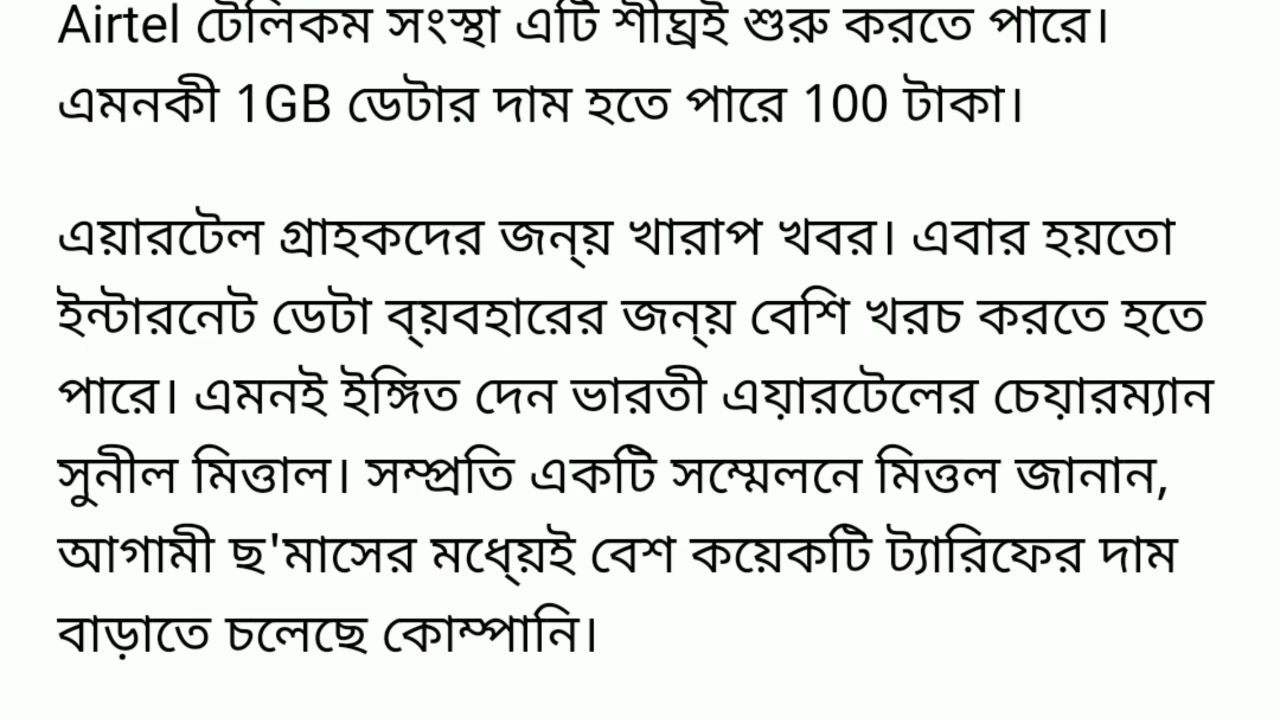 Airtel টেলিকম সংস্থা এটি শীঘ্রই শুরু করতে পারে।
এমনকী 1GB ডেটার দাম হতে পারে 100 টাকা।
এয়ারটেল গ্রাহকদের জন্য় খারাপ খবর। এবার হয়তো
ইন্টারনেট ডেটা ব্য়বহারের জন্য় বেশি খরচ করতে হতে
পারে। এমনই ইঙ্গিত দেন ভারতী এয়ারটেলের চেয়ারম্যান
সুনীল মিত্তাল। সম্প্রতি একটি সম্মেলনে মিত্তল জানান,
আগামী ছ'মাসের মধ্য়েই বেশ কয়েকটি ট্যারিফের দাম
বাড়াতে চলেছে কোম্পানি।